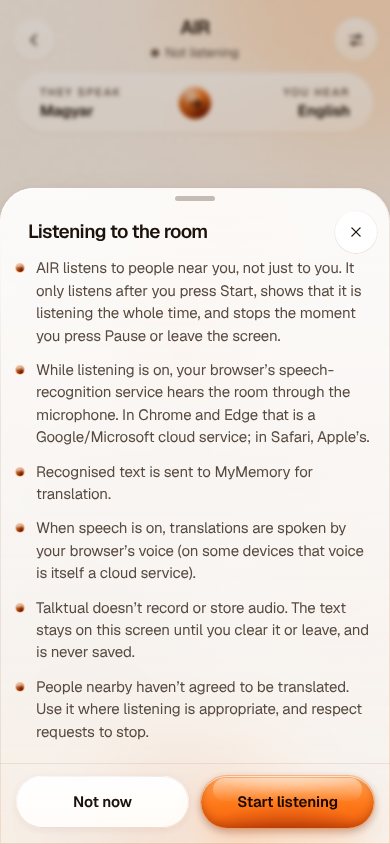 AIR
Not listening
THEY SPEAK
YOU HEAR
Magyar
English
Listening to the room
AIR listens to people near you, not just to you. It
only listens after you press Start, shows that it is
listening the whole time, and stops the moment
you press Pause or leave the screen.
While listening is on, your browser’s speech-
recognition service hears the room through the
microphone. In Chrome and Edge that is a
Google/Microsoft cloud service; in Safari, Apple’s.
Recognised text is sent to MyMemory for
translation.
When speech is on, translations are spoken by
your browser’s voice (on some devices that voice
is itself a cloud service).
Talktual doesn’t record or store audio. The text
stays on this screen until you clear it or leave, and
is never saved.
People nearby haven’t agreed to be translated.
Use it where listening is appropriate, and respect
requests to stop.
Not now
Start listening